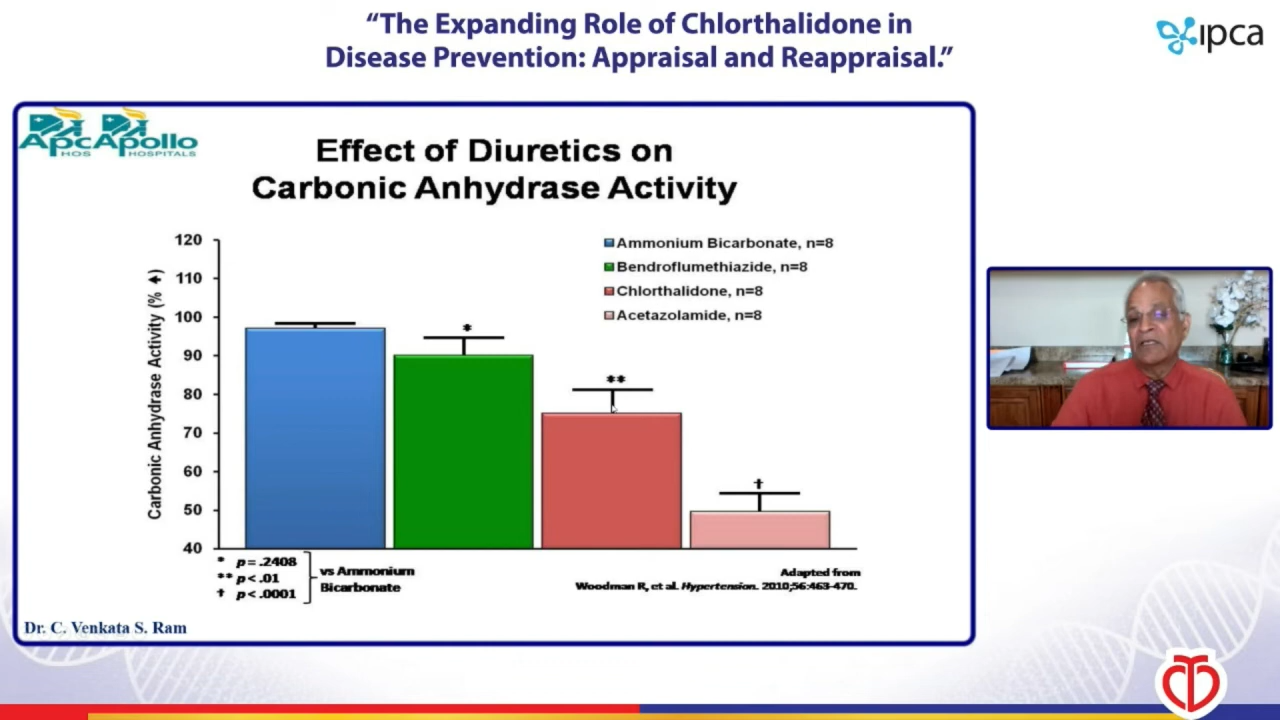 “The Expanding Role of Chlorthalidone in
Disease Prevention: Appraisal and Reappraisal.”
ipca
ApcApollo
HOS HOSPITALS
Effect of Diuretics on
Carbonic Anhydrase Activity
Carbonic Anhydrase Activity (% )
120
110
100
90
80
70
60
50
40
Ammonium Bicarbonate, n=8
Bendroflumethiazide, n=8
Chlorthalidone, n=8
Acetazolamide, n=8
*
**
†
* p = .2408
** p < .01
† p < .0001
vs Ammonium
Bicarbonate
Adapted from
Woodman R, et al. Hypertension. 2010;56:463-470.
Dr. C. Venkata S. Ram